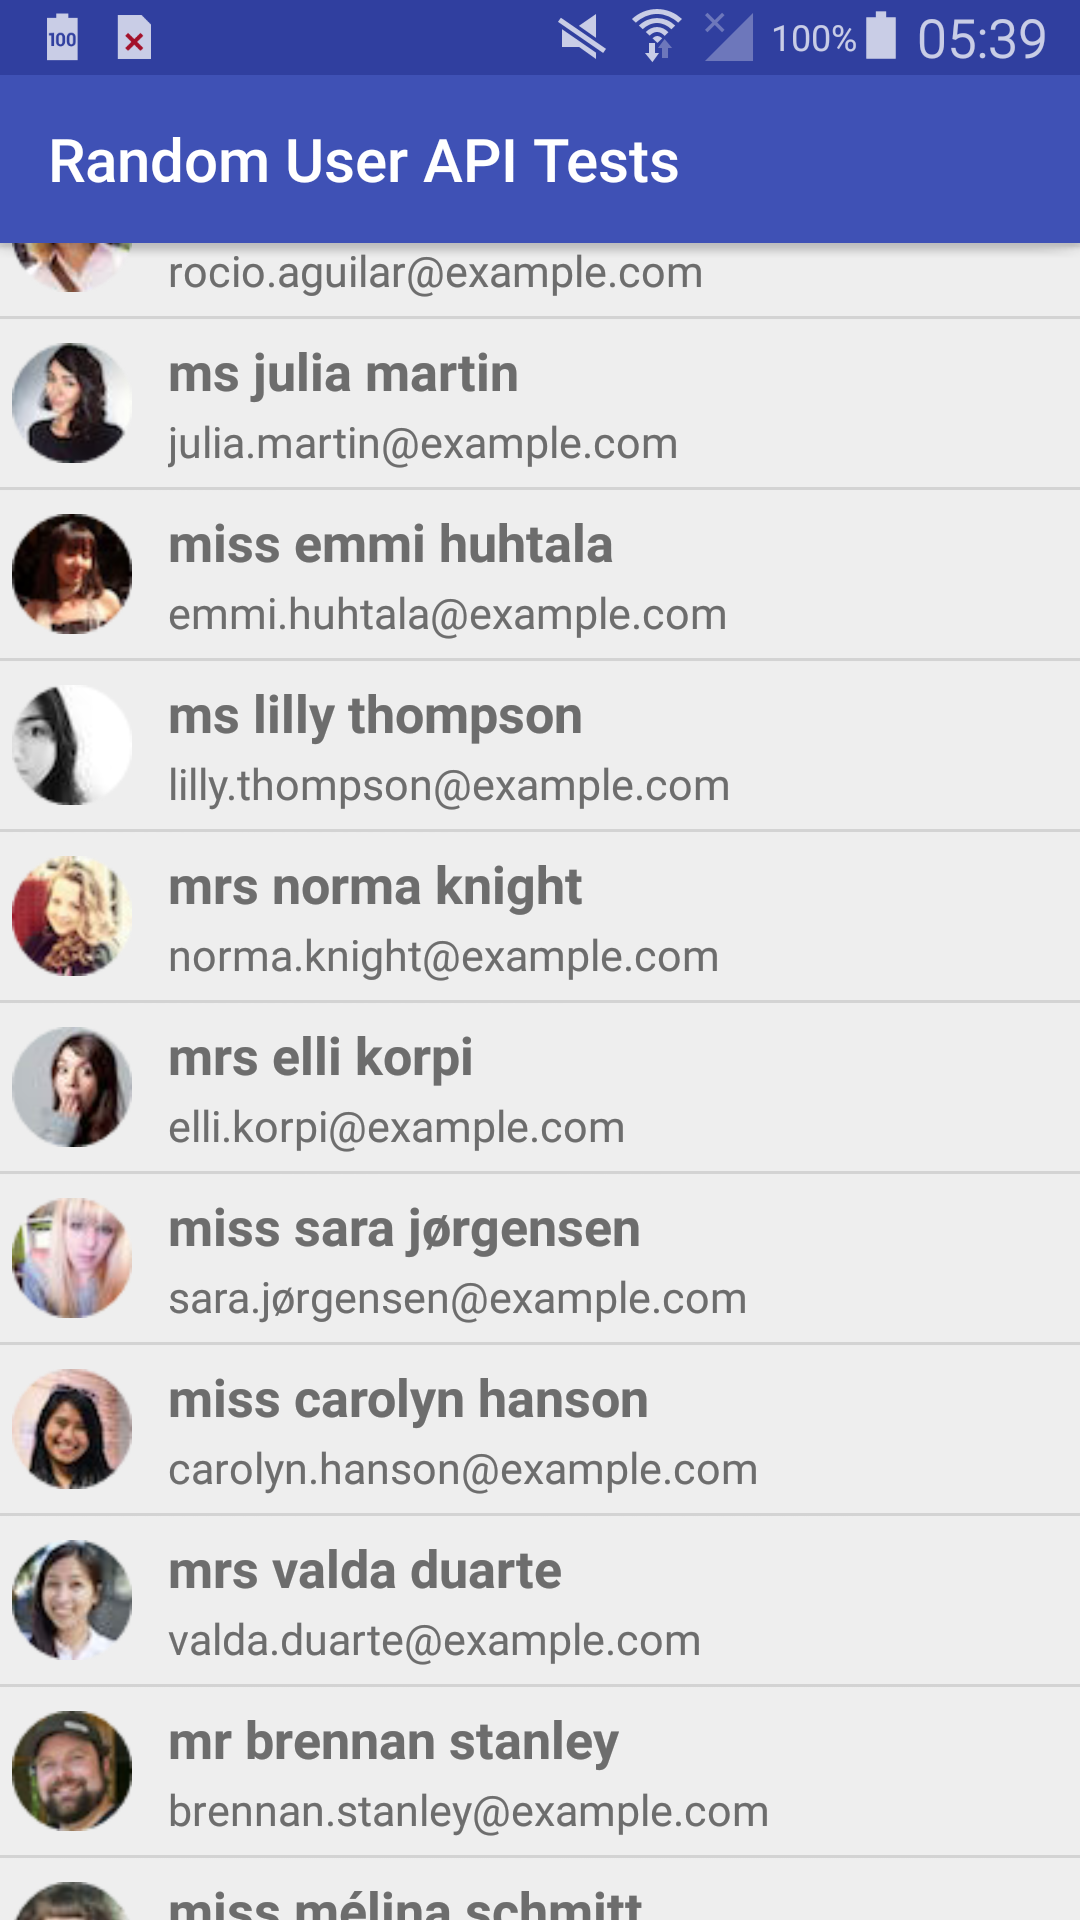 100
100% 05:39
Random User API Tests
rocio.aguilar@example.com
ms julia martin
julia.martin@example.com
miss emmi huhtala
emmi.huhtala@example.com
ms lilly thompson
lilly.thompson@example.com
mrs norma knight
norma.knight@example.com
mrs elli korpi
elli.korpi@example.com
miss sara jørgensen
sara.jørgensen@example.com
miss carolyn hanson
carolyn.hanson@example.com
mrs valda duarte
valda.duarte@example.com
mr brennan stanley
brennan.stanley@example.com
miss mélina schmitt